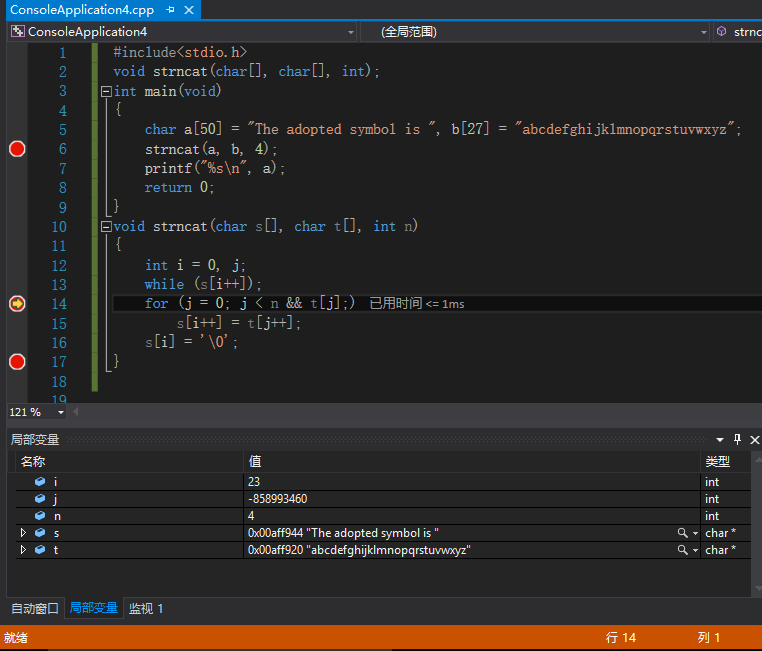 ConsoleApplication4.cpp
ConsoleApplication4 (全局范围) strnc
1 #include<stdio.h>
2 void strncat(char[], char[], int);
3 int main(void)
4 {
5 char a[50] = "The adopted symbol is ", b[27] = "abcdefghijklmnopqrstuvwxyz";
6 strncat(a, b, 4);
7 printf("%s\n", a);
8 return 0;
9 }
10 void strncat(char s[], char t[], int n)
11 {
12 int i = 0, j;
13 while (s[i++]);
14 for (j = 0; j < n && t[j];) 已用时间 <= 1ms
15 s[i++] = t[j++];
16 s[i] = '\0';
17 }
18
19
121 %
局部变量
名称 值 类型
i 23 int
j -858993460 int
n 4 int
s 0x00aff944 "The adopted symbol is " char *
t 0x00aff920 "abcdefghijklmnopqrstuvwxyz" char *
自动窗口 局部变量 监视 1
就绪 行 14 列 1